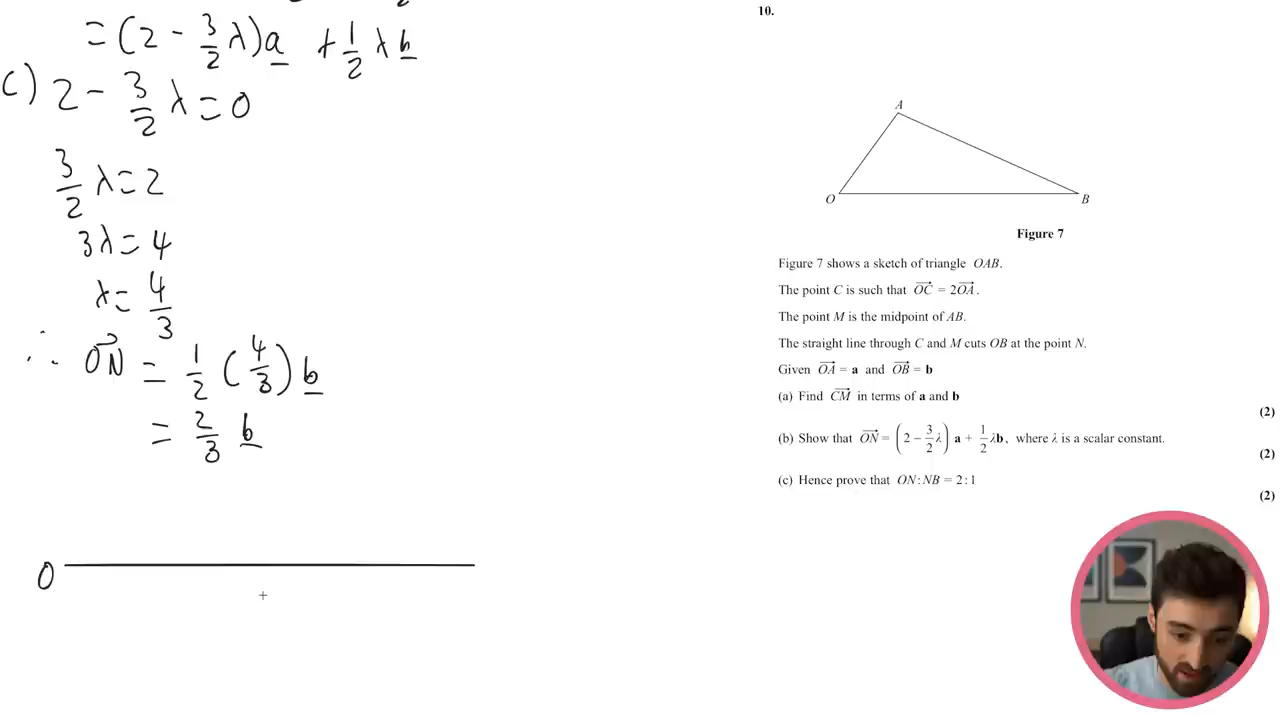 = (2 - 3/2 λ) a + 1/2 λ b
c) 2 - 3/2 λ = 0
3/2 λ = 2
3λ = 4
λ = 4/3
∴ ON = 1/2 (4/3) b
= 2/3 b
O
10.
A
O
B
Figure 7
Figure 7 shows a sketch of triangle OAB.
The point C is such that OC = 2OA.
The point M is the midpoint of AB.
The straight line through C and M cuts OB at the point N.
Given OA = a and OB = b
(a) Find CM in terms of a and b
(2)
(b) Show that ON = (2 - 3/2 λ) a + 1/2 λb, where λ is a scalar constant.
(2)
(c) Hence prove that ON : NB = 2 : 1
(2)